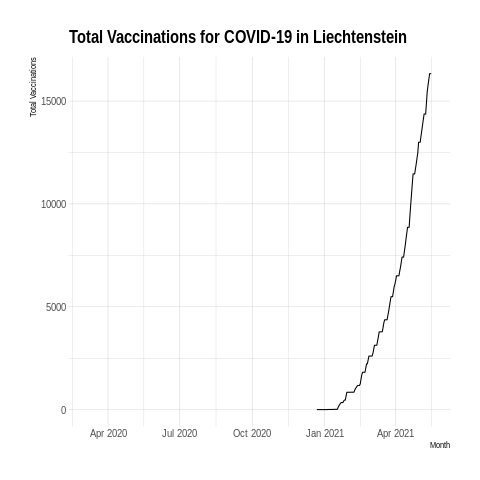 Total Vaccinations for COVID-19 in Liechtenstein
Total Vaccinations
15000
10000
5000
0
Apr 2020 Jul 2020 Oct 2020 Jan 2021 Apr 2021
Month